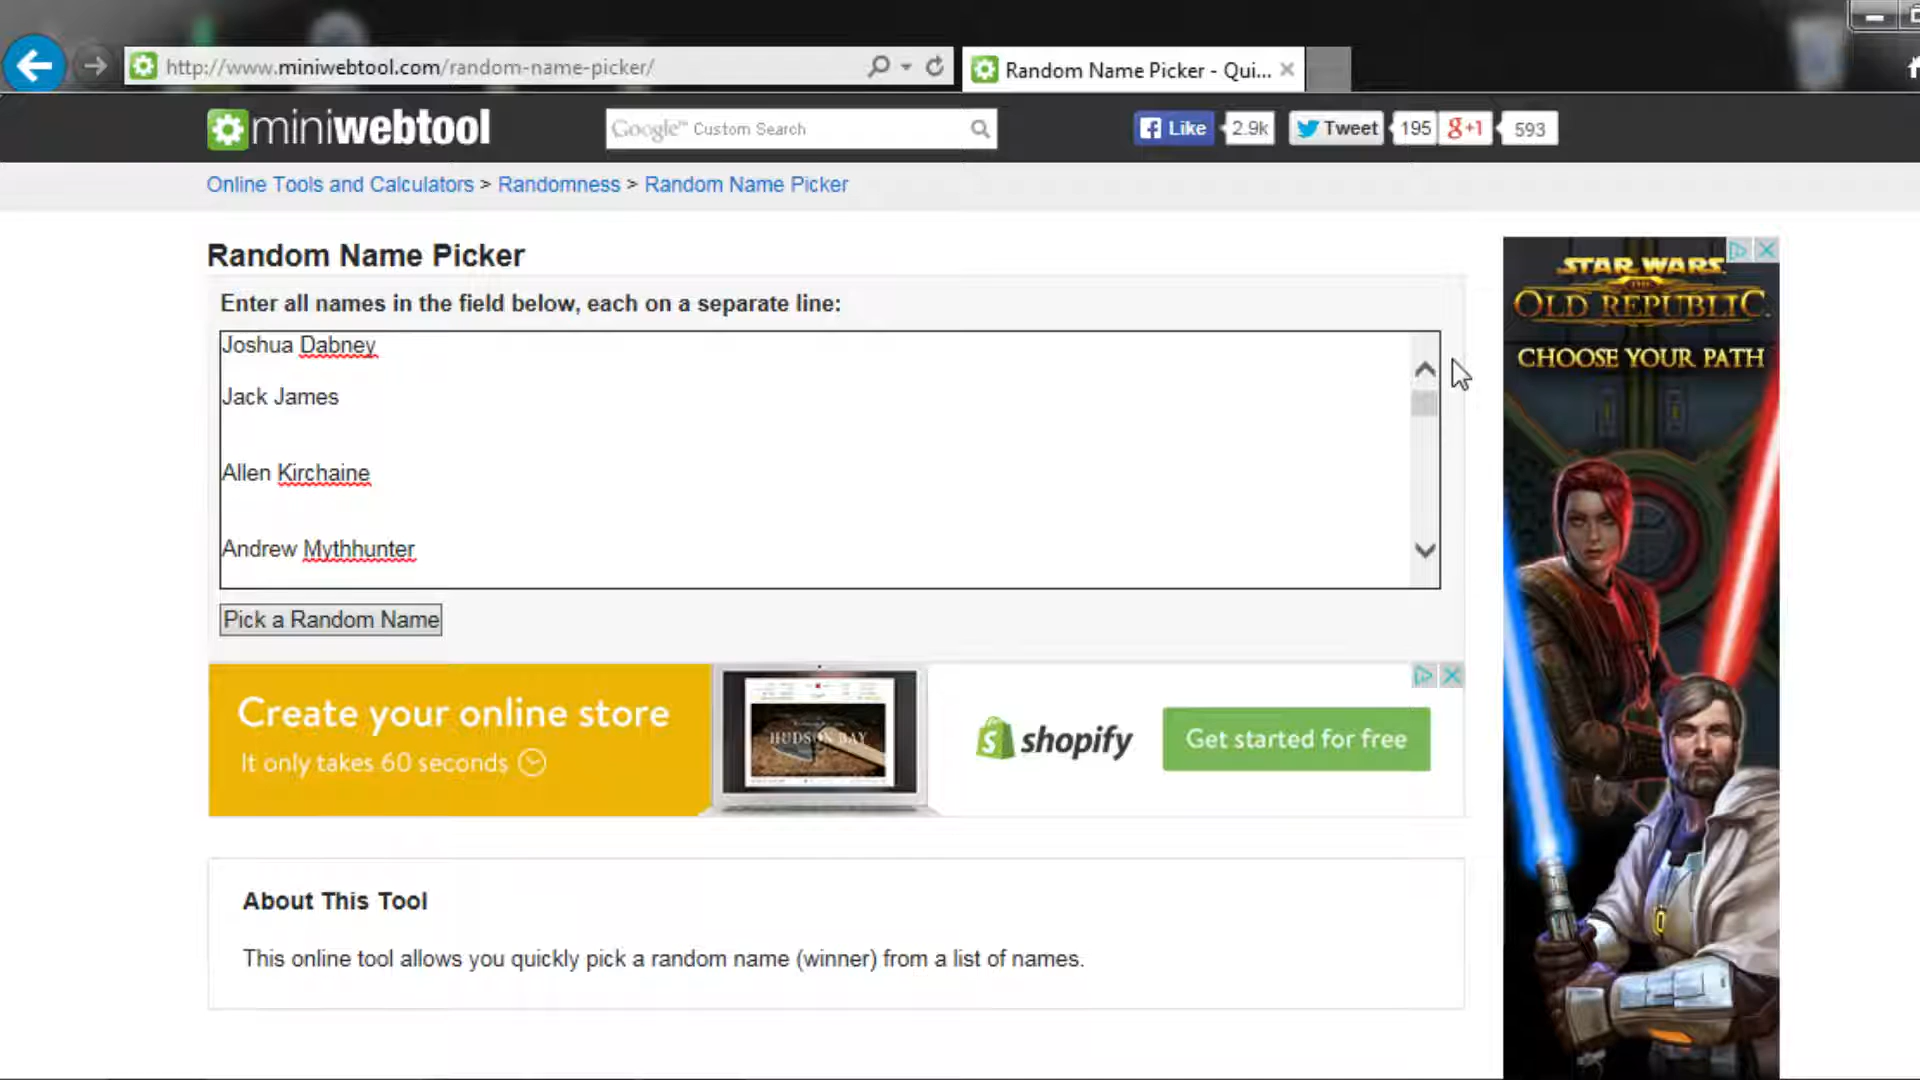 http://www.miniwebtool.com/random-name-picker/
Random Name Picker - Qui...
miniwebtool
Google™ Custom Search
Like 2.9k
Tweet 195
g+1 593
Online Tools and Calculators > Randomness > Random Name Picker
Random Name Picker
Enter all names in the field below, each on a separate line:
Joshua Dabney
Jack James
Allen Kirchaine
Andrew Mythhunter
Pick a Random Name
Create your online store
It only takes 60 seconds
HUDSON BAY
shopify
Get started for free
About This Tool
This online tool allows you quickly pick a random name (winner) from a list of names.
STAR WARS
THE
OLD REPUBLIC.
CHOOSE YOUR PATH